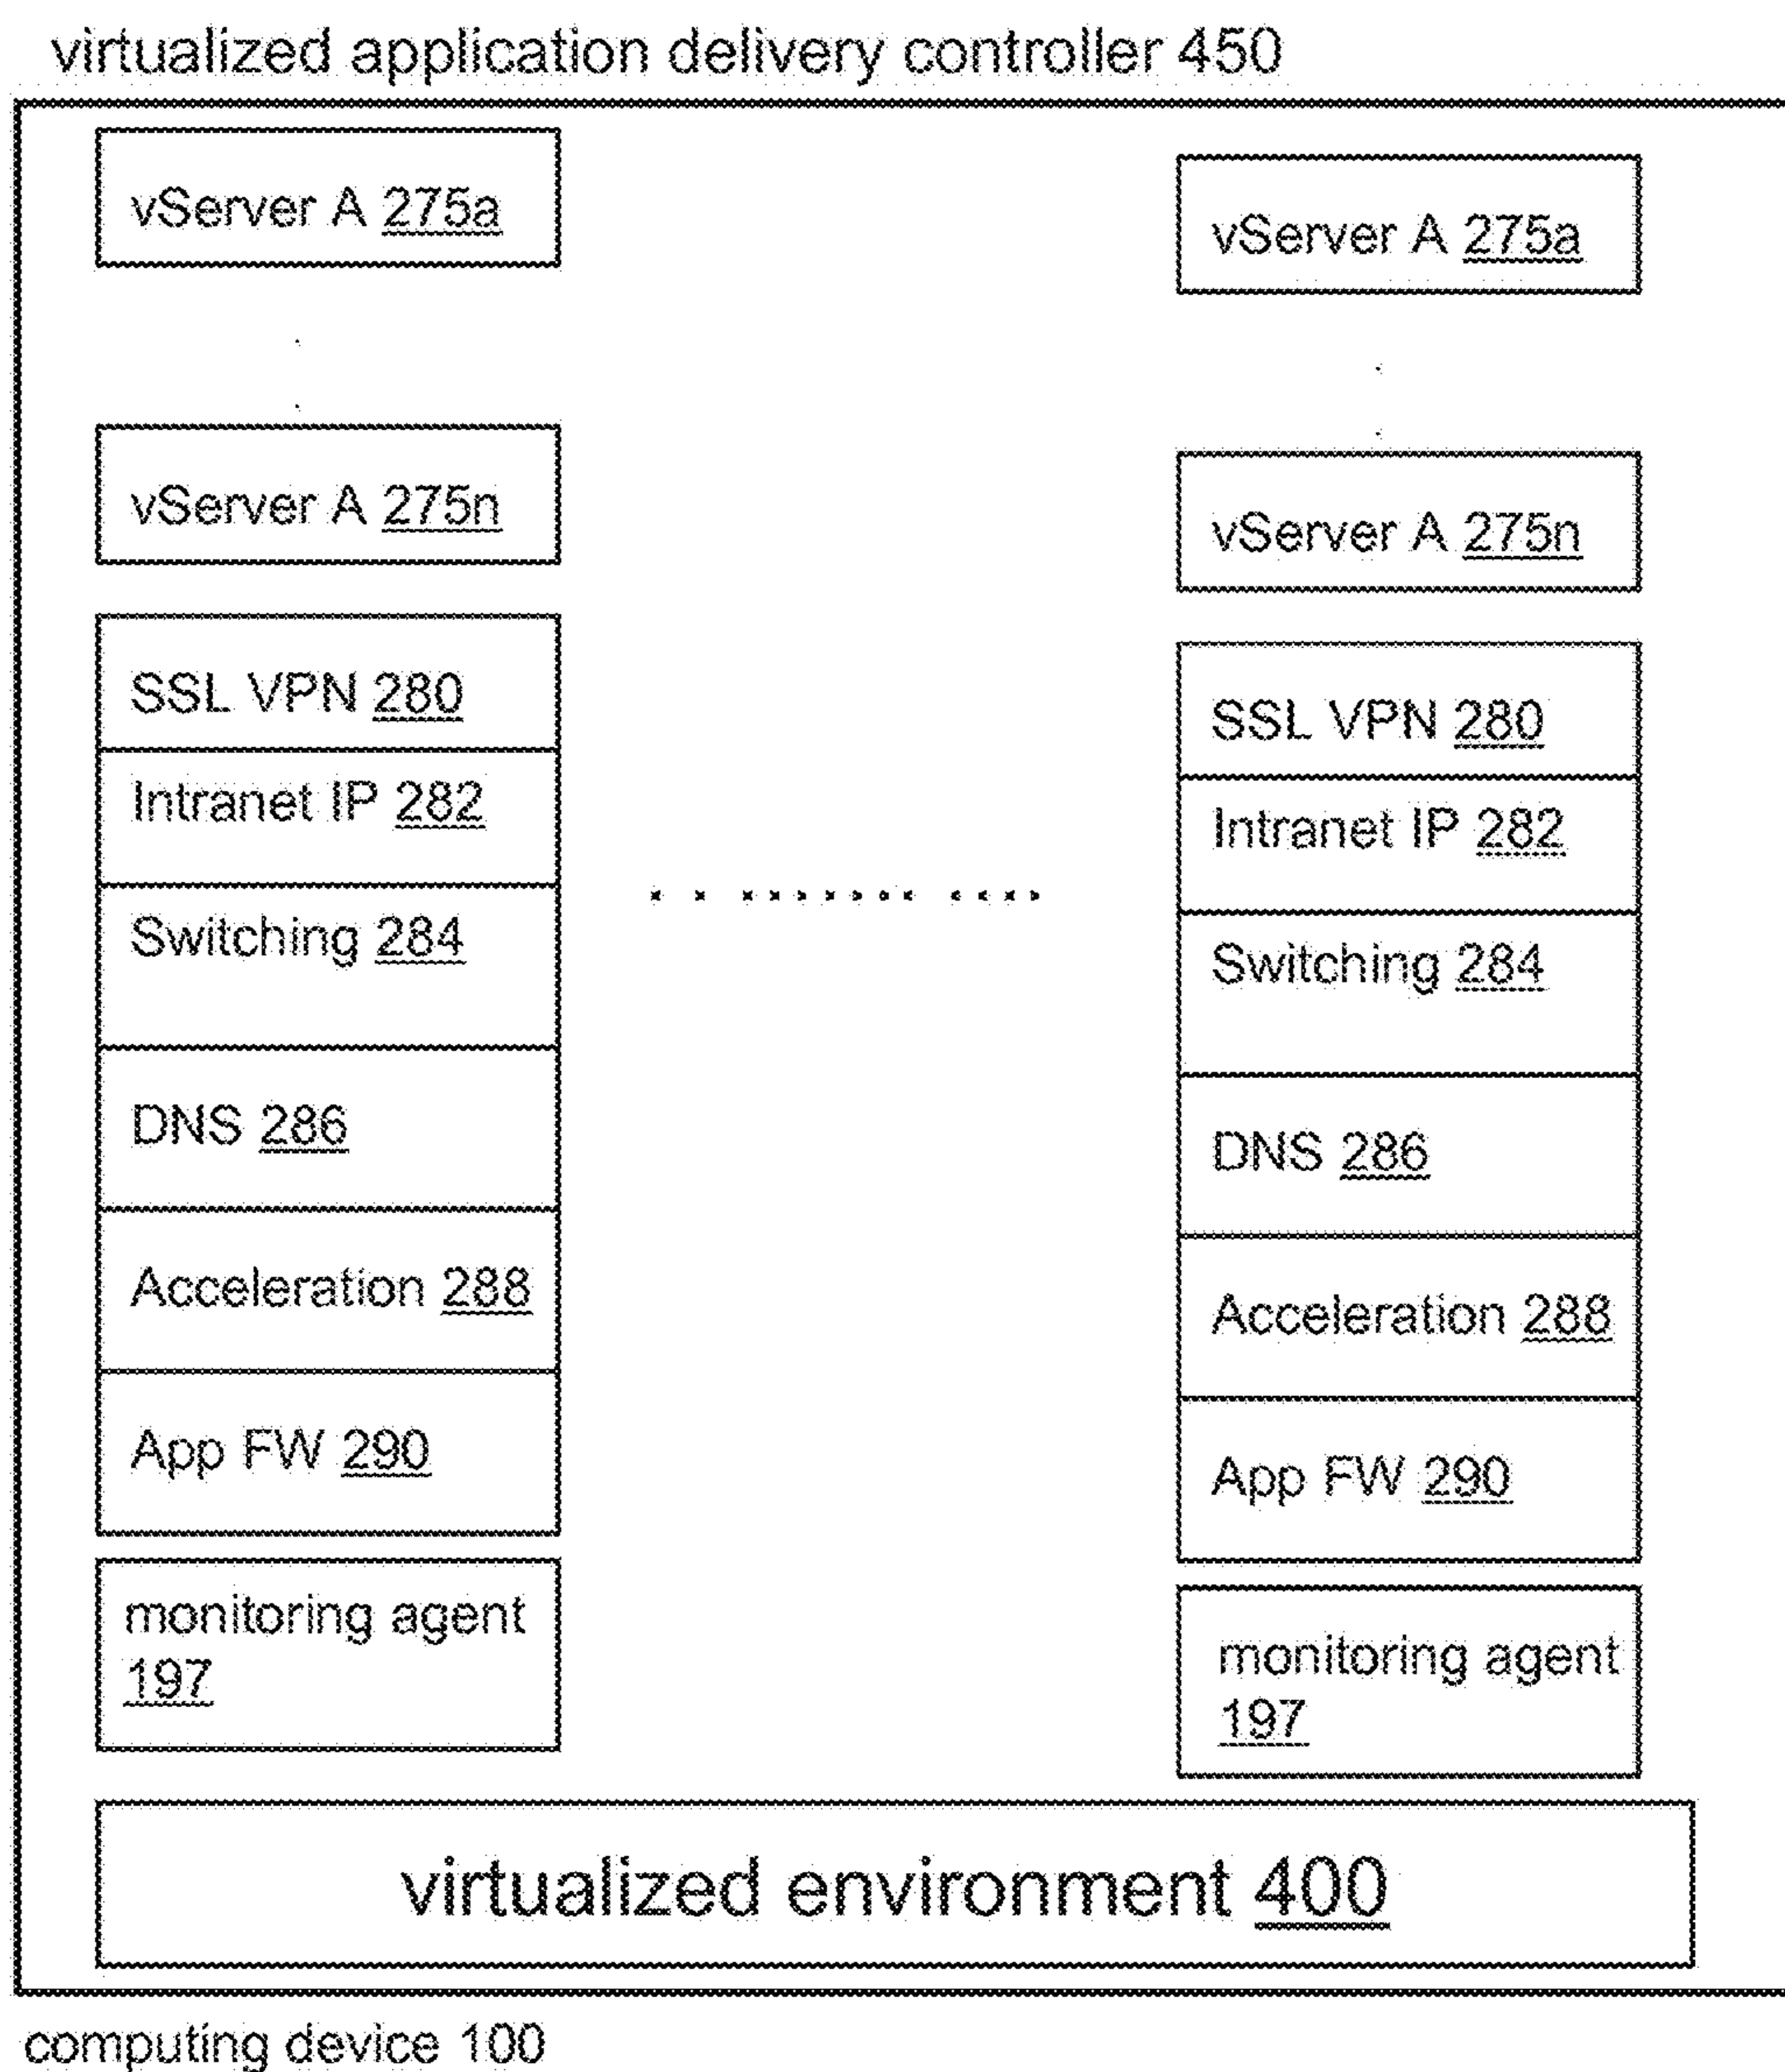 virtualized application delivery controller 450
vServer A 275a
vServer A 275n
SSL VPN 280
Intranet IP 282
Switching 284
DNS 286
Acceleration 288
App FW 290
monitoring agent
197
vServer A 275a
vServer A 275n
SSL VPN 280
Intranet IP 282
Switching 284
DNS 286
Acceleration 288
App FW 290
monitoring agent
197
virtualized environment 400
computing device 100